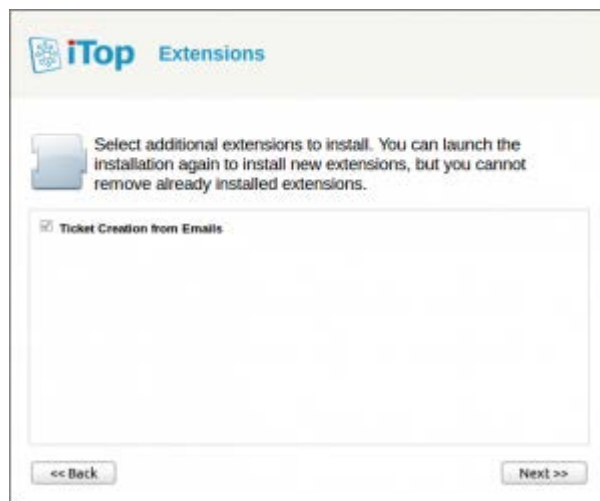 iTop Extensions
Select additional extensions to install. You can launch the
installation again to install new extensions, but you cannot
remove already installed extensions.
Ticket Creation from Emails
<< Back Next >>